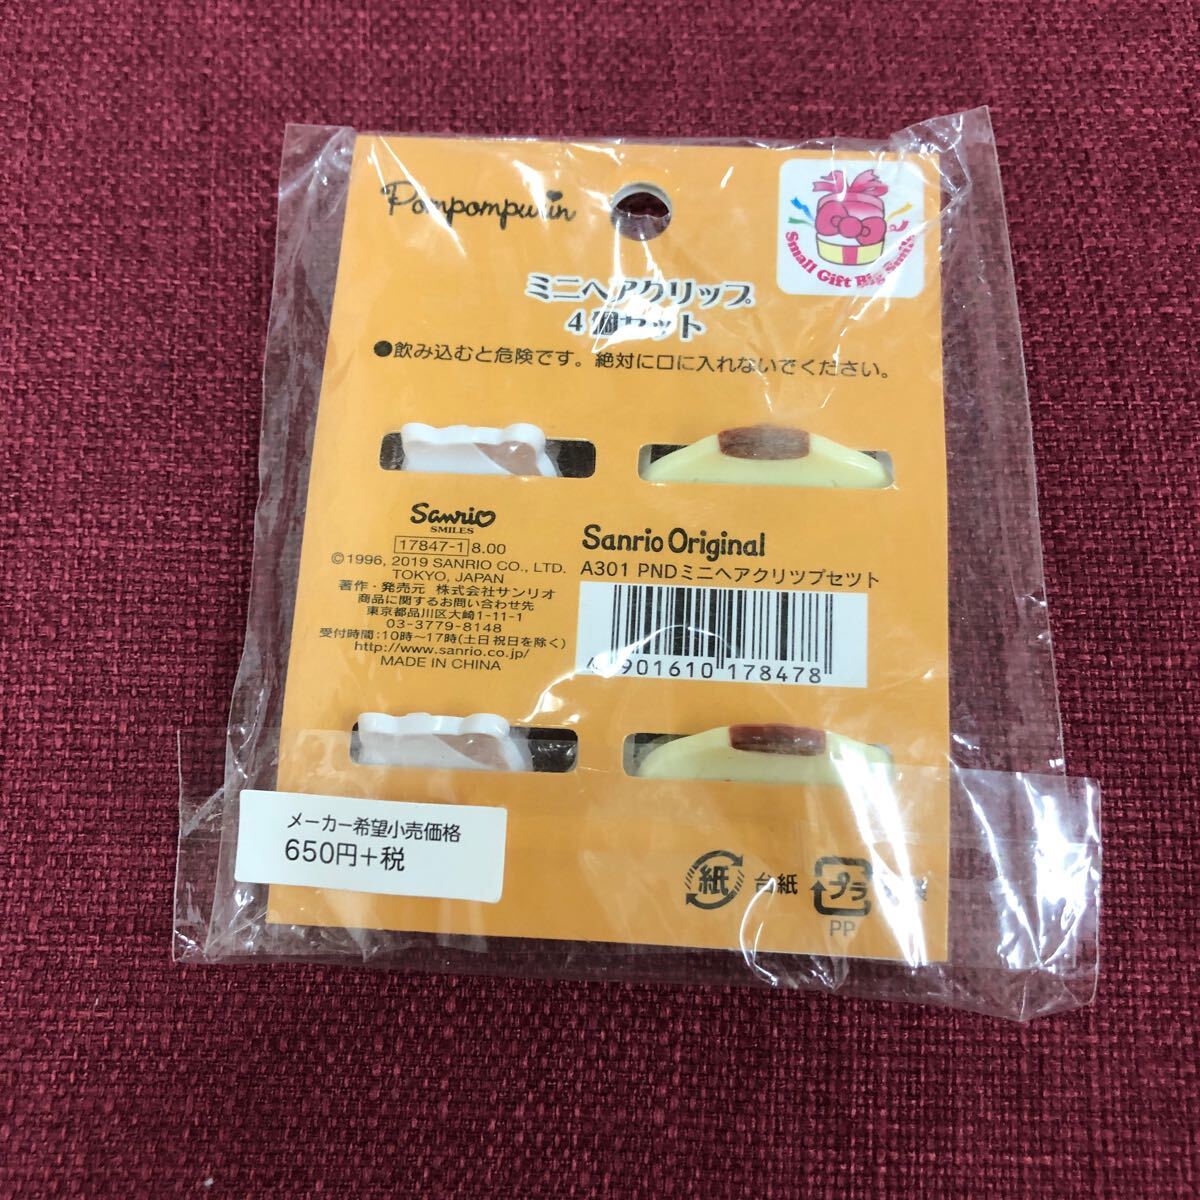 Pompompurin
Small Gift Big Smile
ミニヘアクリップ
4個セット
●飲み込むと危険です。絶対に口に入れないでください。
Sanrio
SMILES
17847-1 8.00
©1996, 2019 SANRIO CO., LTD.
TOKYO, JAPAN
著作・発売元 株式会社サンリオ
商品に関するお問い合わせ先
東京都品川区大崎1-11-1
03-3779-8148
受付時間:10時〜17時(土日祝日を除く)
http://www.sanrio.co.jp/
MADE IN CHINA
Sanrio Original
A301 PNDミニヘアクリツプセツト
4 901610 178478
メーカー希望小売価格
650円+税
紙 台紙
プラ
PP